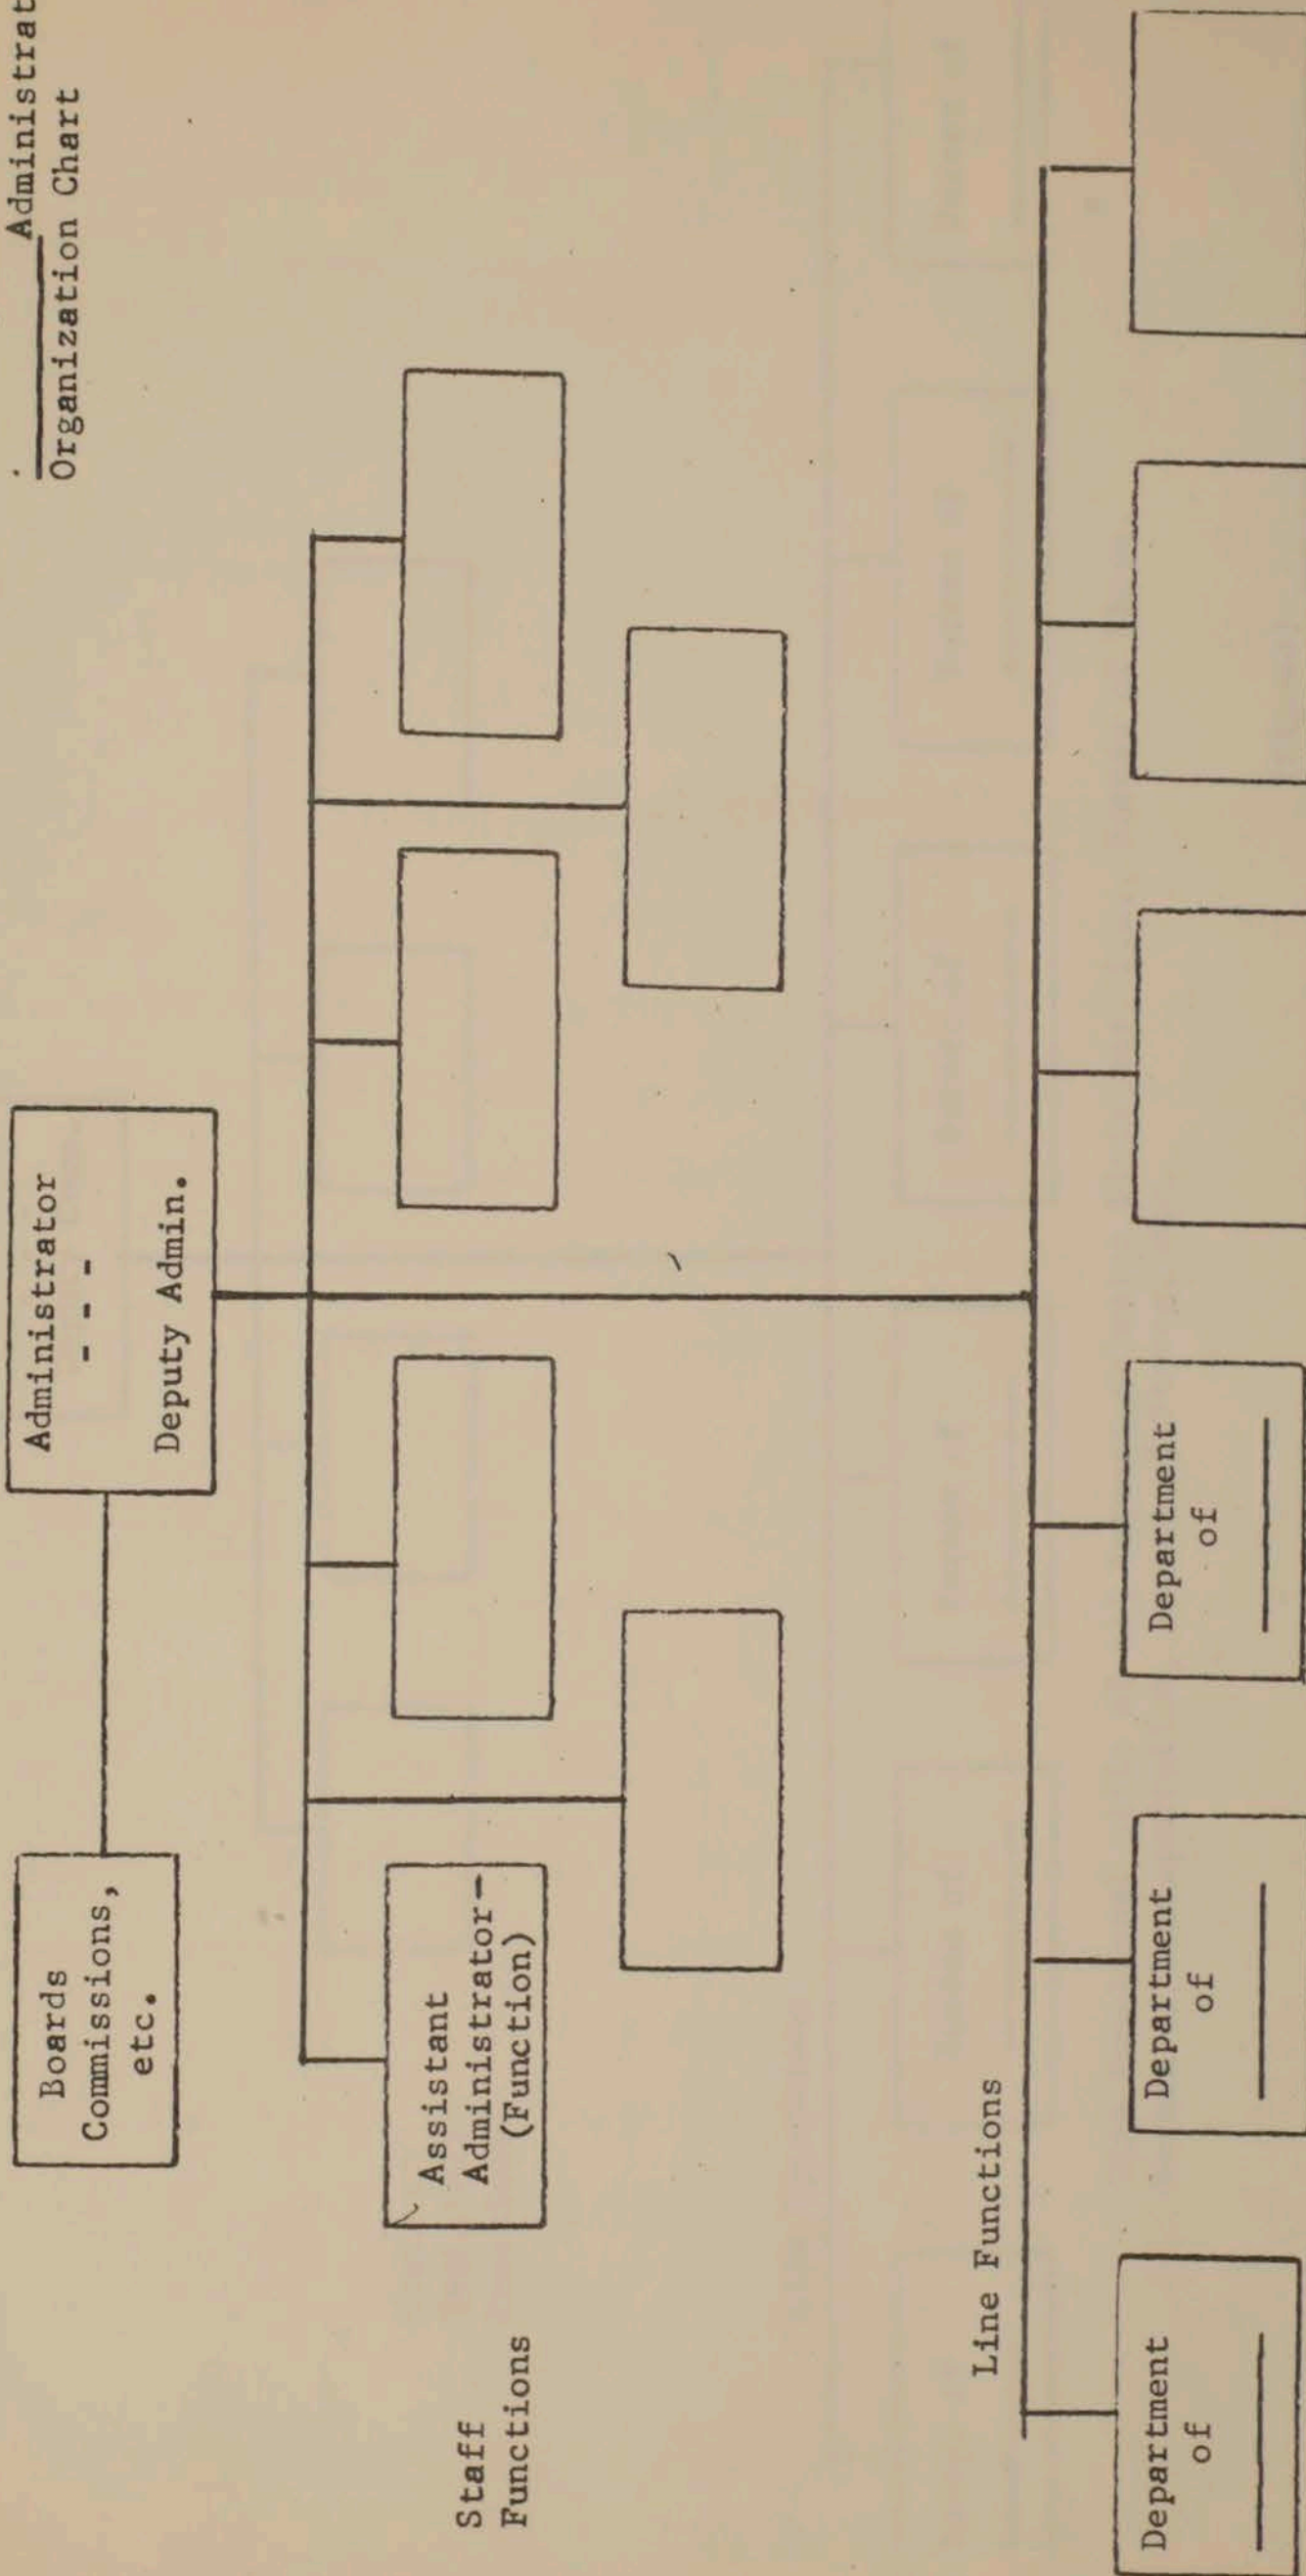 Administrat
Organization Chart
Administrator
- - -
Deputy Admin.
Boards
Commissions,
etc.
Staff
Functions
Assistant
Administrator-
(Function)
Line Functions
Department
of
Department
of
Department
of